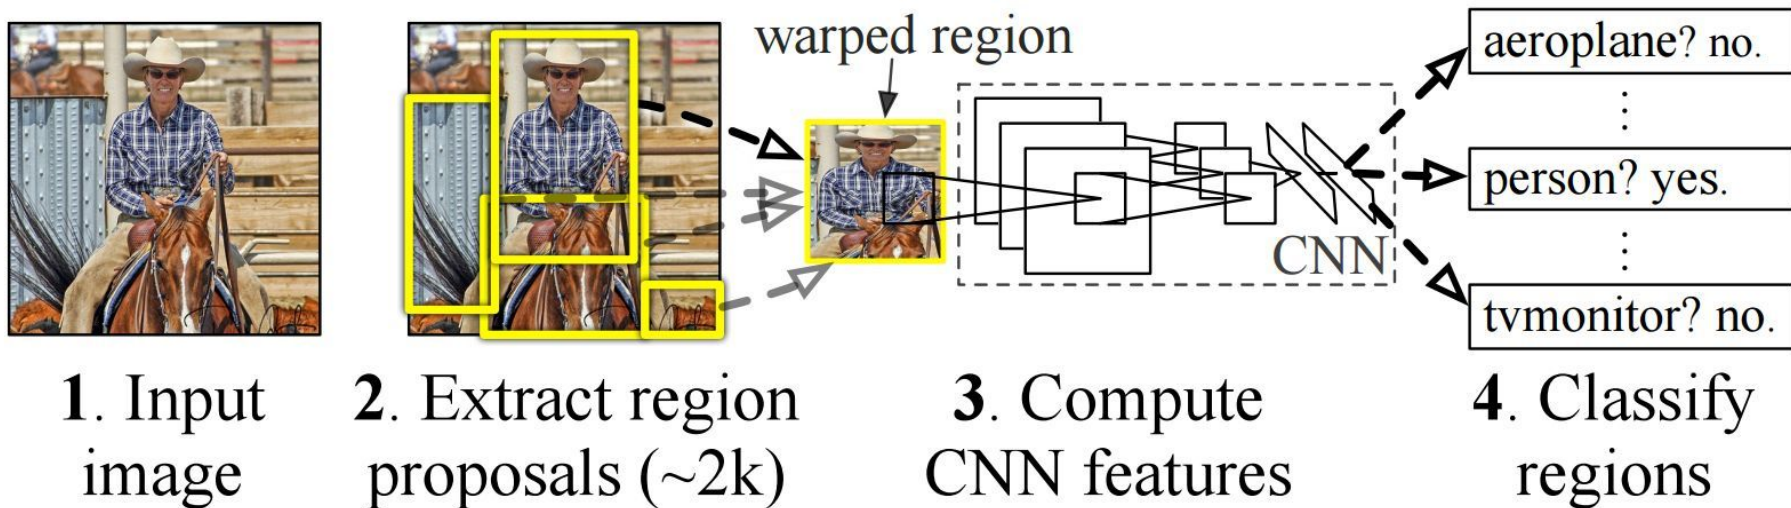 warped region
aeroplane? no.
person? yes.
CNN
tvmonitor? no.
1. Input
image
2. Extract region
proposals (~2k)
3. Compute
CNN features
4. Classify
regions